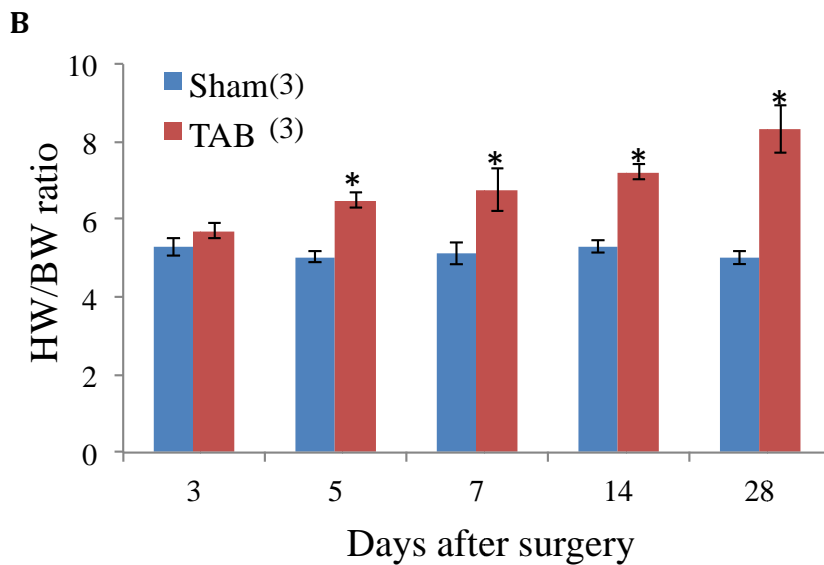 B
10
8
6
4
2
0
HW/BW ratio
Sham(3)
TAB (3)
*
*
*
*
3 5 7 14 28
Days after surgery